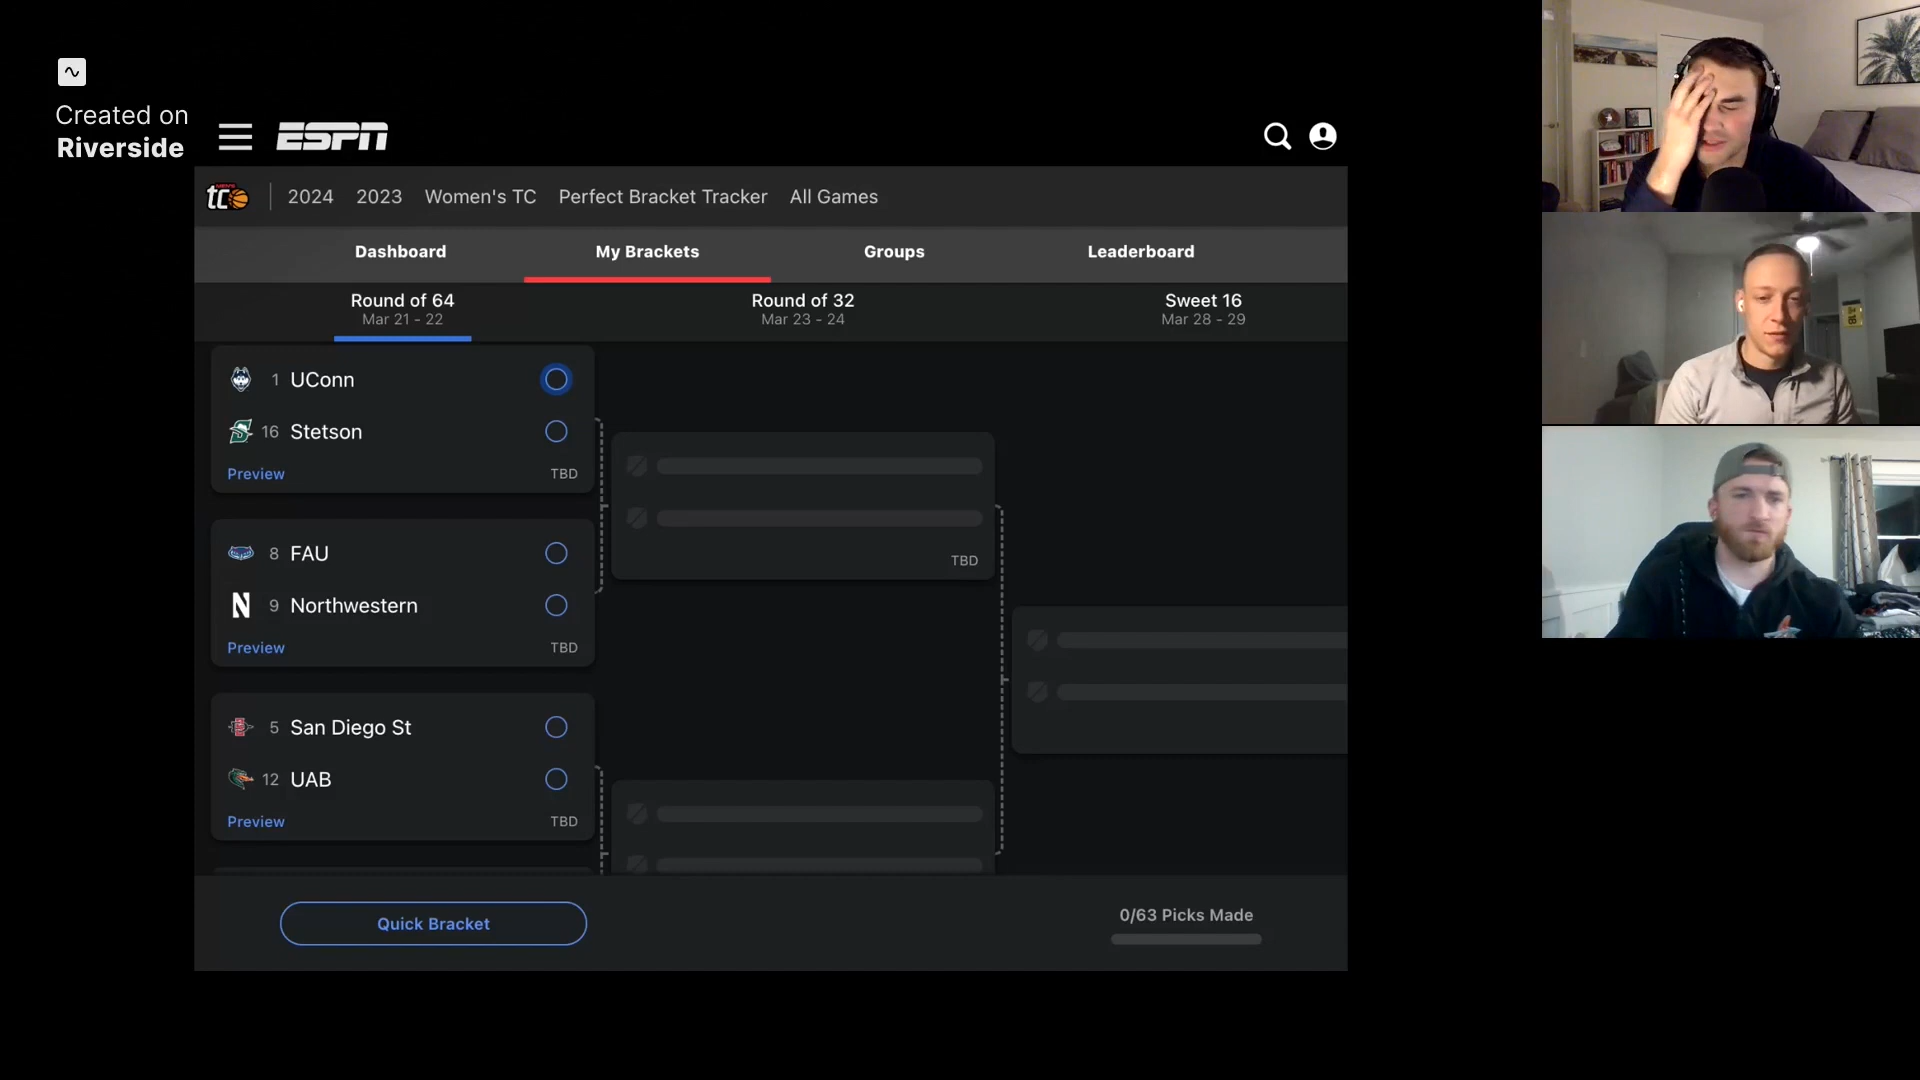 Created on
Riverside
ESPN
tc
2024 2023 Women's TC Perfect Bracket Tracker All Games
Dashboard My Brackets Groups Leaderboard
Round of 64 Round of 32 Sweet 16
Mar 21 - 22 Mar 23 - 24 Mar 28 - 29
1 UConn
16 Stetson
Preview TBD
TBD
8 FAU
N 9 Northwestern
Preview TBD
5 San Diego St
12 UAB
Preview TBD
Quick Bracket
0/63 Picks Made